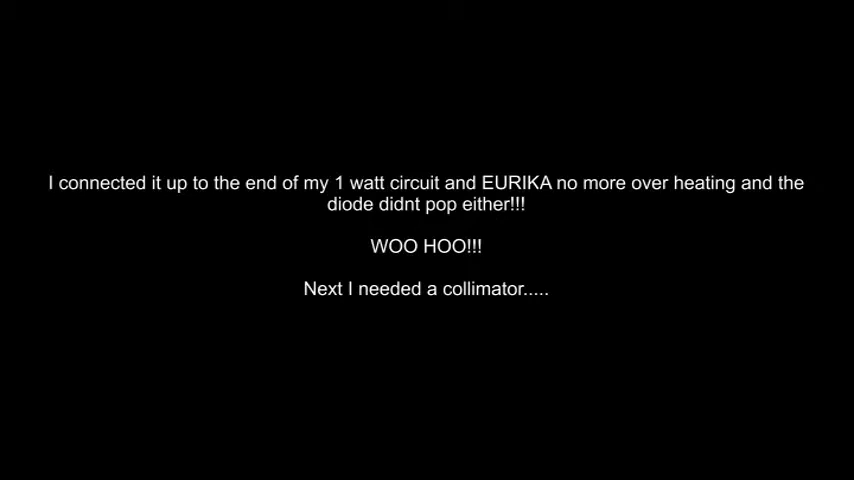 I connected it up to the end of my 1 watt circuit and EURIKA no more over heating and the
diode didnt pop either!!!
WOO HOO!!!
Next I needed a collimator.....